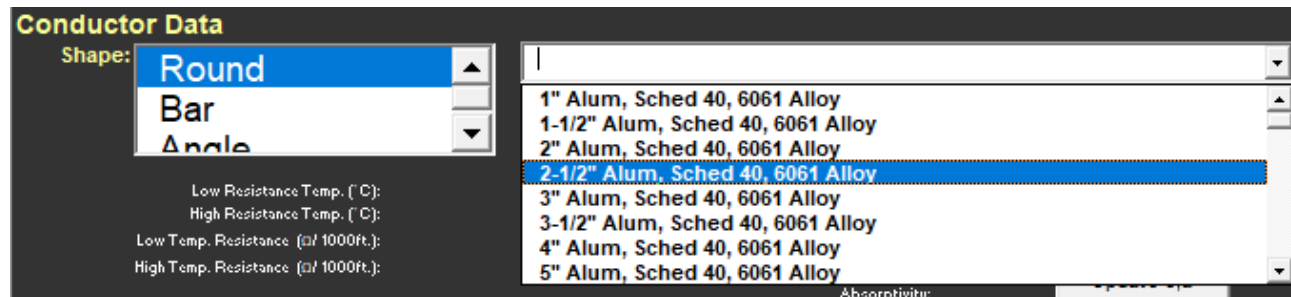 Conductor Data
Shape:
Round
Bar
Angle
1" Alum, Sched 40, 6061 Alloy
1-1/2" Alum, Sched 40, 6061 Alloy
2" Alum, Sched 40, 6061 Alloy
2-1/2" Alum, Sched 40, 6061 Alloy
3" Alum, Sched 40, 6061 Alloy
3-1/2" Alum, Sched 40, 6061 Alloy
4" Alum, Sched 40, 6061 Alloy
5" Alum, Sched 40, 6061 Alloy
Low Resistance Temp. (°C):
High Resistance Temp. (°C):
Low Temp. Resistance (Ω/ 1000ft.):
High Temp. Resistance (Ω/ 1000ft.):
Absorptivity: